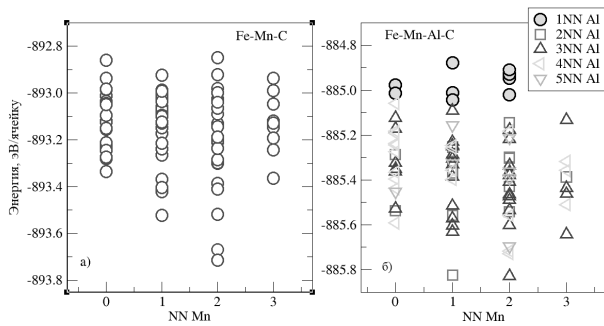 Энергия, эВ/ячейку
-892.8
-893.0
-893.2
-893.4
-893.6
-893.8
Fe-Mn-C
а)
0 1 2 3
NN Mn
-884.8
-885.0
-885.2
-885.4
-885.6
-885.8
Fe-Mn-Al-C
б)
0 1 2 3 4
NN Mn
1NN Al
2NN Al
3NN Al
4NN Al
5NN Al